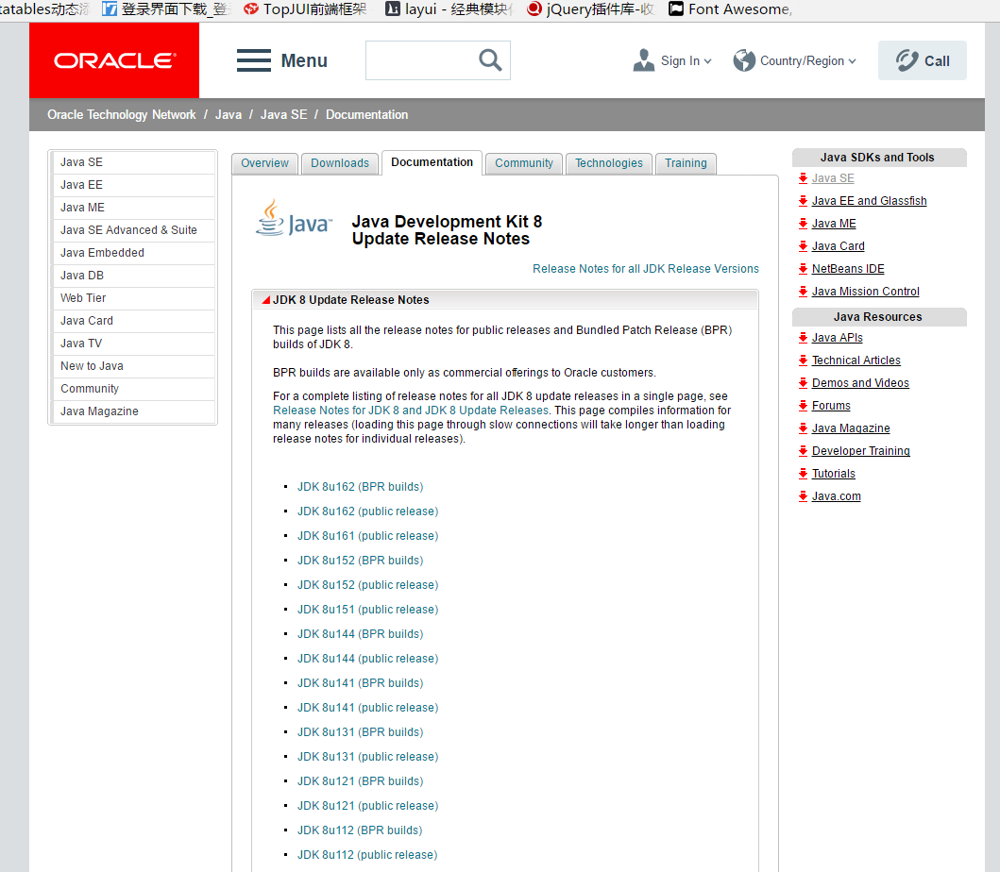 tatables动态
登录界面下载_登
TopJUI前端框架
layui - 经典模块
jQuery插件库-收
Font Awesome,
ORACLE
Menu
Sign In
Country/Region
Call
Oracle Technology Network / Java / Java SE / Documentation
Java SE
Java EE
Java ME
Java SE Advanced & Suite
Java Embedded
Java DB
Web Tier
Java Card
Java TV
New to Java
Community
Java Magazine
Overview
Downloads
Documentation
Community
Technologies
Training
Java
Java Development Kit 8
Update Release Notes
Release Notes for all JDK Release Versions
JDK 8 Update Release Notes
This page lists all the release notes for public releases and Bundled Patch Release (BPR)
builds of JDK 8.
BPR builds are available only as commercial offerings to Oracle customers.
For a complete listing of release notes for all JDK 8 update releases in a single page, see
Release Notes for JDK 8 and JDK 8 Update Releases. This page compiles information for
many releases (loading this page through slow connections will take longer than loading
release notes for individual releases).
JDK 8u162 (BPR builds)
JDK 8u162 (public release)
JDK 8u161 (public release)
JDK 8u152 (BPR builds)
JDK 8u152 (public release)
JDK 8u151 (public release)
JDK 8u144 (BPR builds)
JDK 8u144 (public release)
JDK 8u141 (BPR builds)
JDK 8u141 (public release)
JDK 8u131 (BPR builds)
JDK 8u131 (public release)
JDK 8u121 (BPR builds)
JDK 8u121 (public release)
JDK 8u112 (BPR builds)
JDK 8u112 (public release)
Java SDKs and Tools
Java SE
Java EE and Glassfish
Java ME
Java Card
NetBeans IDE
Java Mission Control
Java Resources
Java APIs
Technical Articles
Demos and Videos
Forums
Java Magazine
Developer Training
Tutorials
Java.com